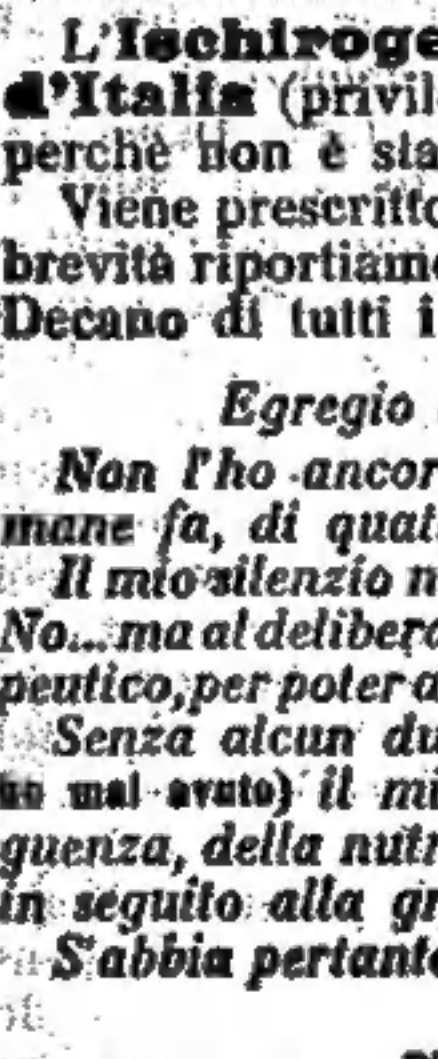 L'Ischiroge
d'Italia (privil
perchè non è sta
Viene prescritto
brevità riportiamo
Decano di tutti i
Egregio
Non l'ho ancor
mane fa, di quat
Il mio silenzio n
No... ma al delibero
peutico, per poter a
Senza alcun du
ho mai avuto) il mi
guenza, della nutr
in seguito alla gr
S'abbia pertanto